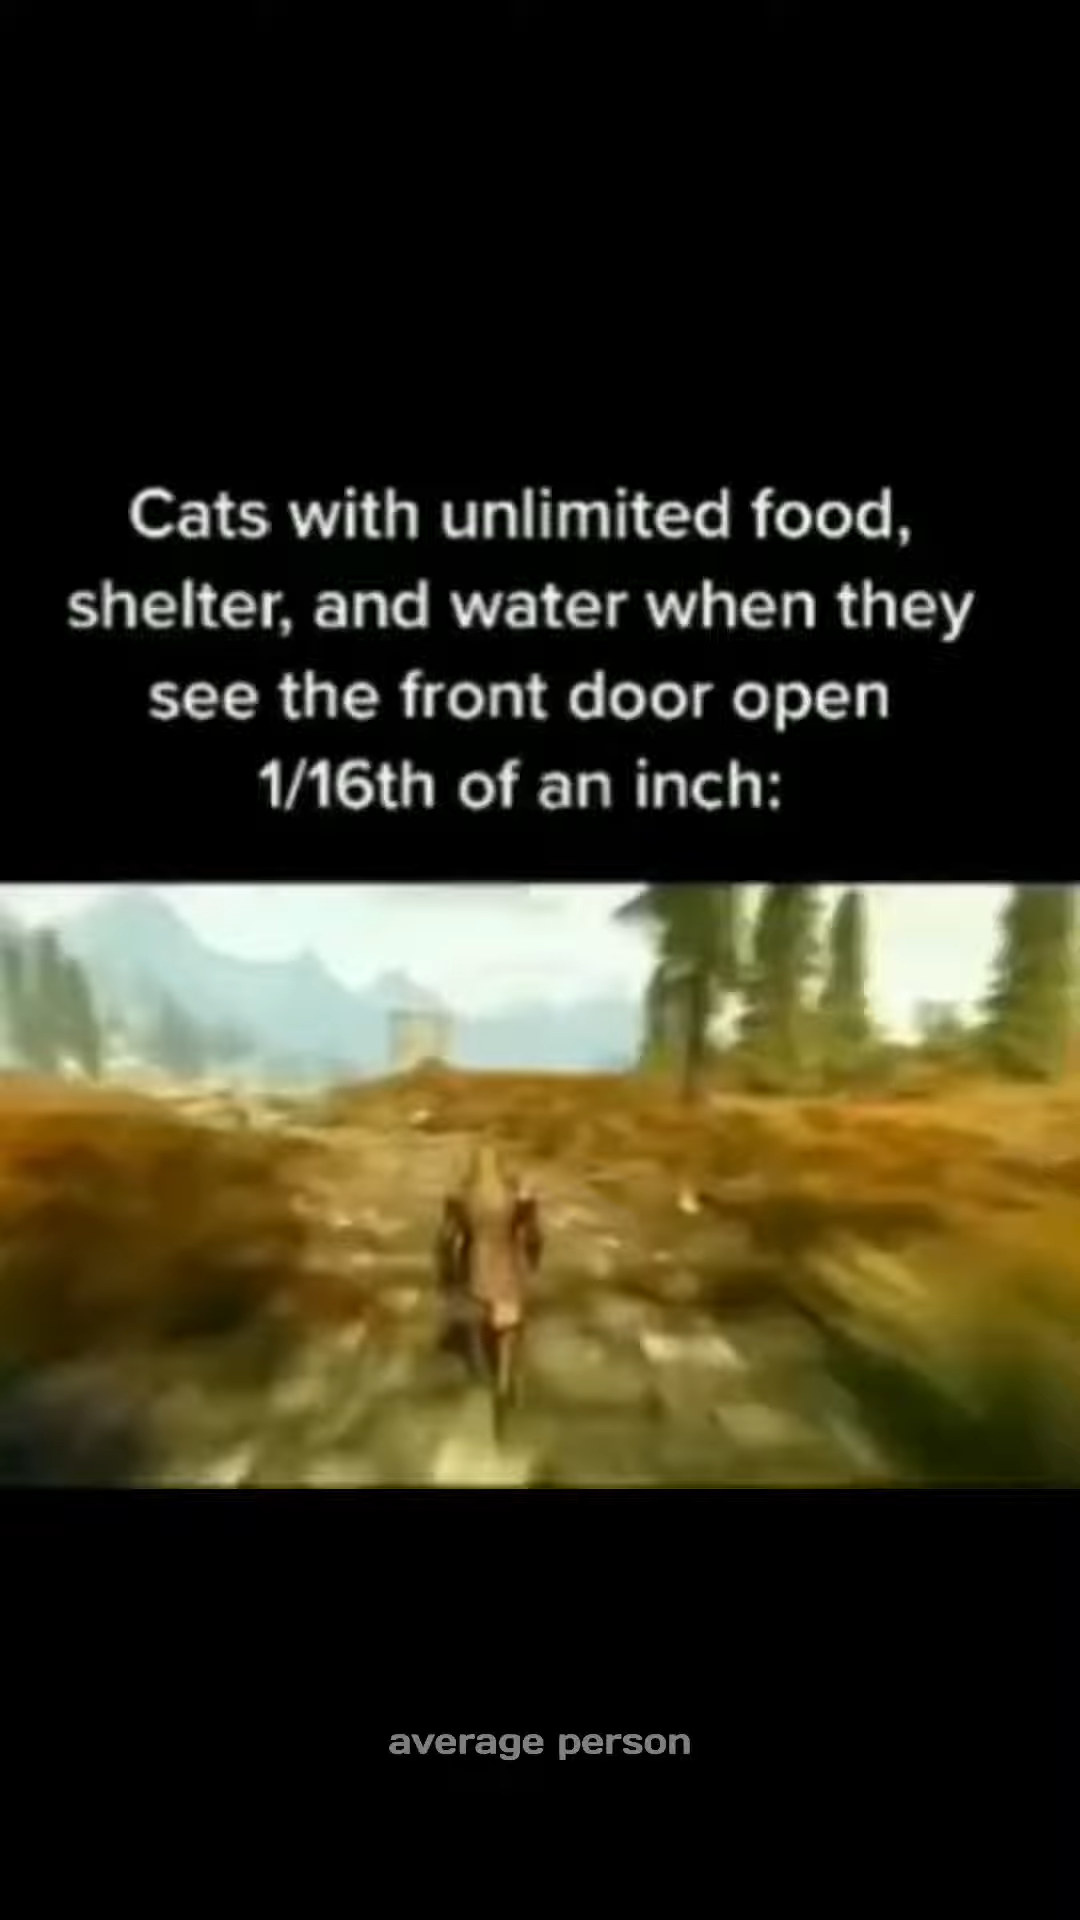 Cats with unlimited food,
shelter, and water when they
see the front door open
1/16th of an inch:
average person